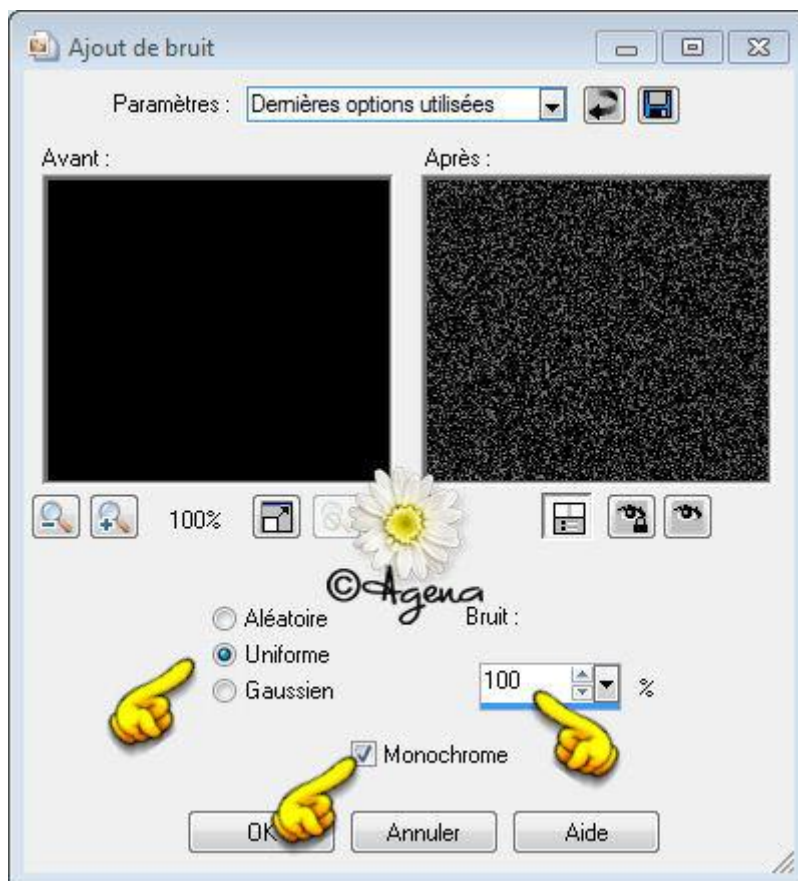 Ajout de bruit
Paramètres : Dernières options utilisées
Avant : Après :
100%
©Agena
Aléatoire Bruit :
Uniforme
Gaussien
100 %
Monochrome
OK Annuler Aide